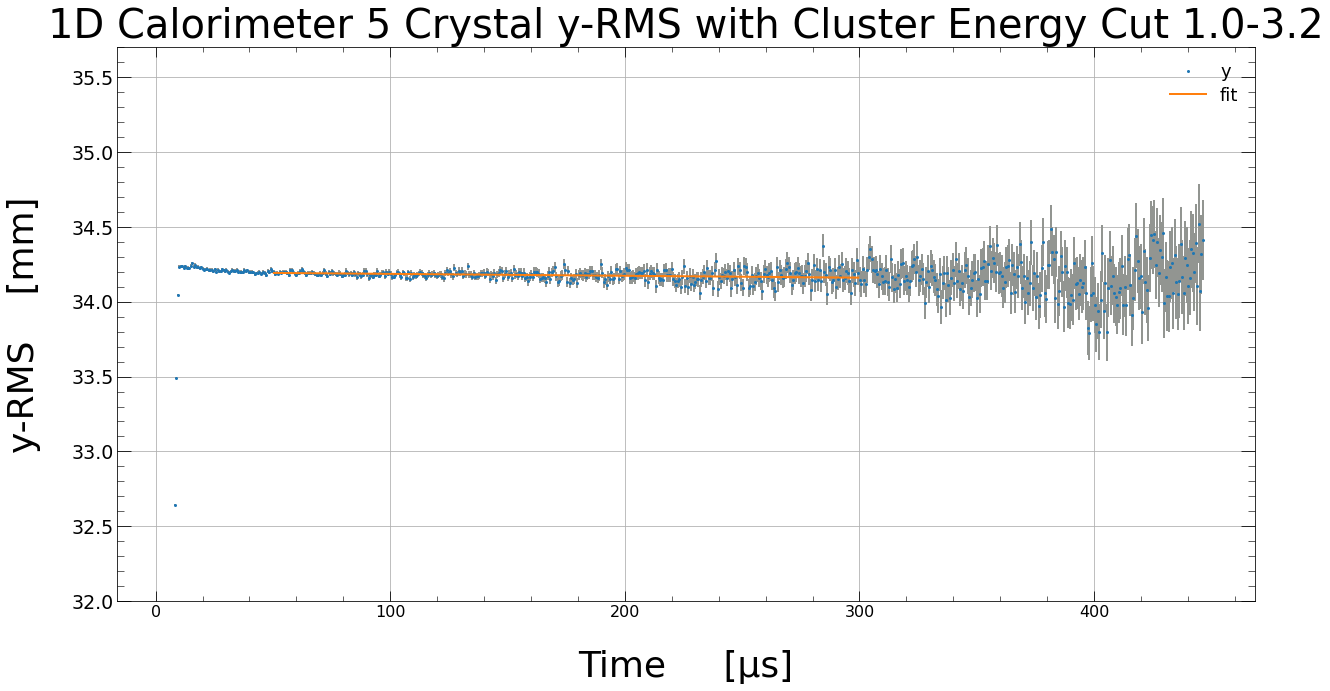 1D Calorimeter 5 Crystal y-RMS with Cluster Energy Cut 1.0-3.2
y
fit
35.5
35.0
34.5
34.0
33.5
33.0
32.5
32.0
y-RMS [mm]
0 100 200 300 400
Time [μs]